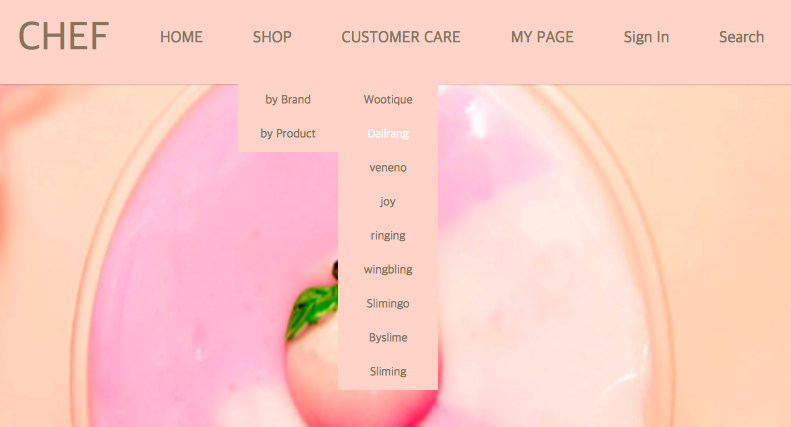 CHEF
HOME
SHOP
CUSTOMER CARE
MY PAGE
Sign In
Search
by Brand
by Product
Wootique
Dallrang
veneno
joy
ringing
wingbling
Slimingo
Byslime
Sliming